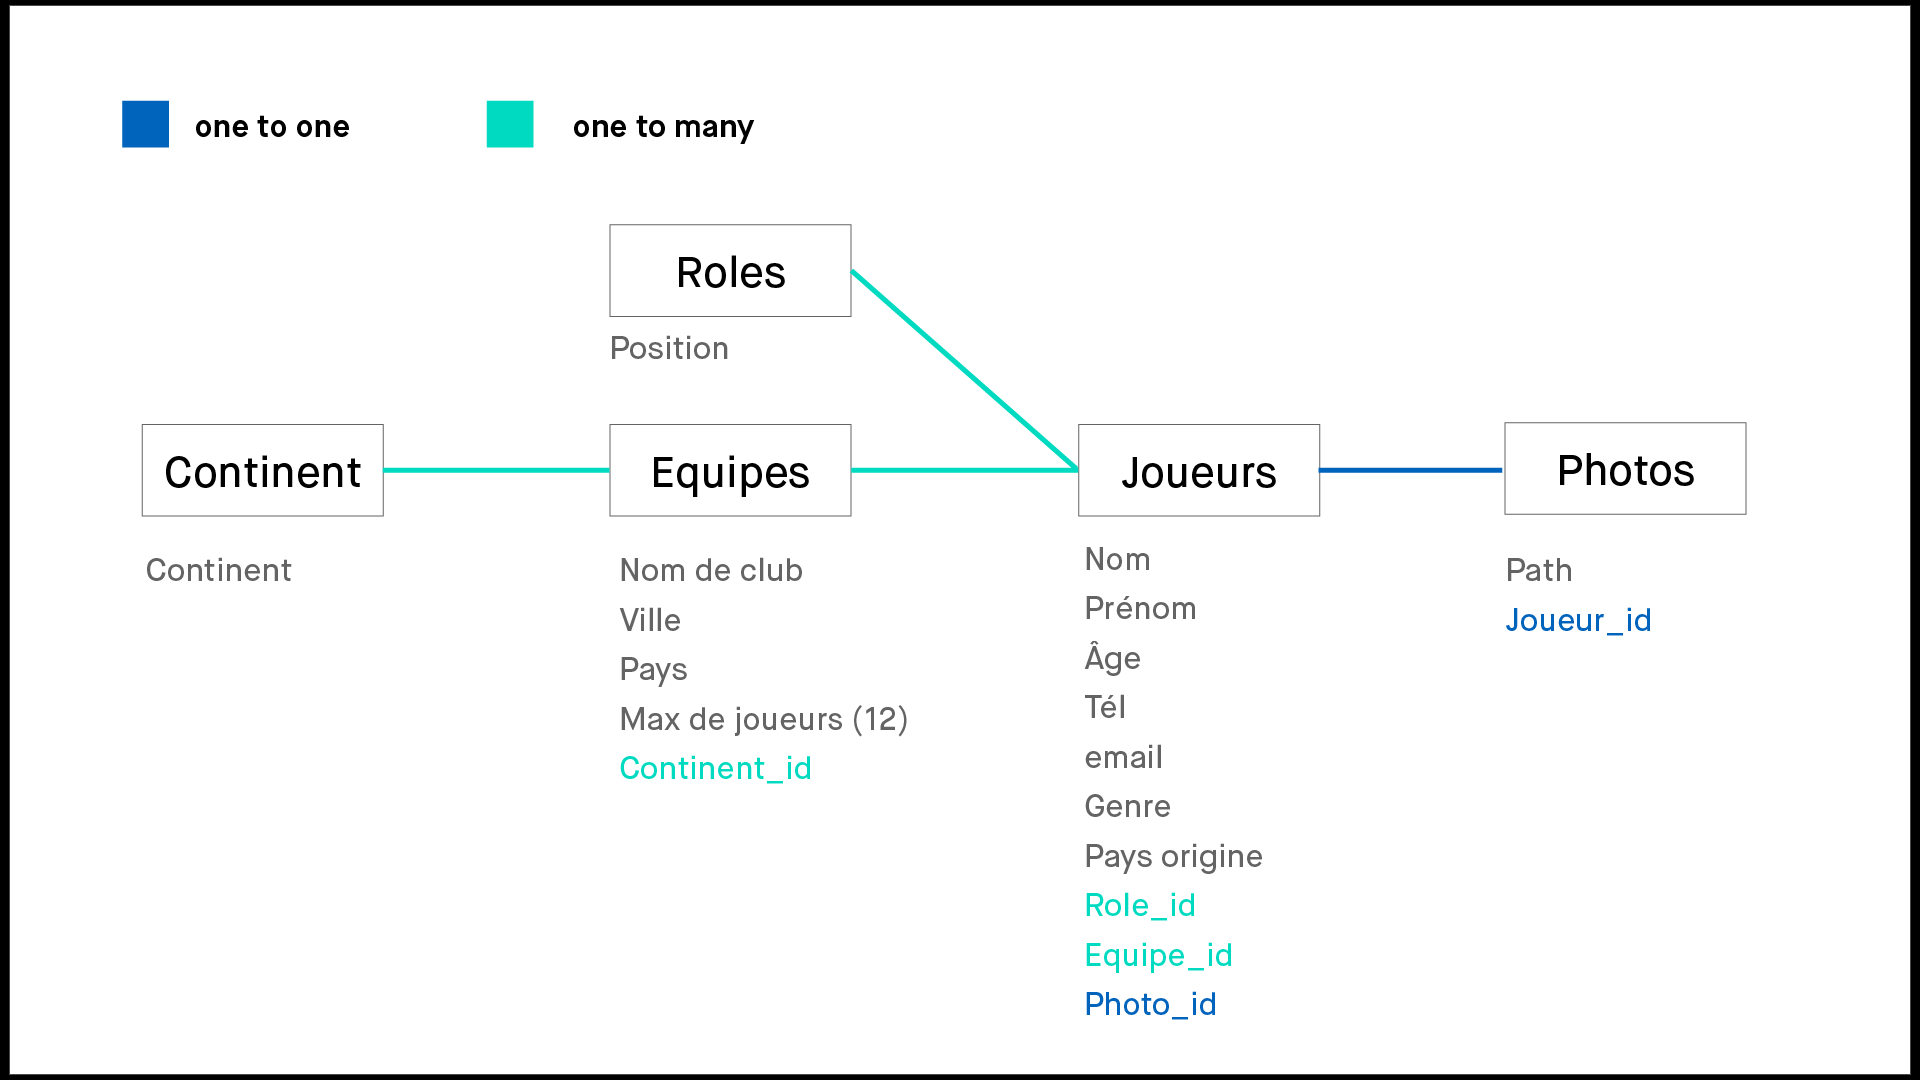 one to one
one to many
Roles
Position
Continent
Continent
Equipes
Nom de club
Ville
Pays
Max de joueurs (12)
Continent_id
Joueurs
Nom
Prénom
Âge
Tél
email
Genre
Pays origine
Role_id
Equipe_id
Photo_id
Photos
Path
Joueur_id